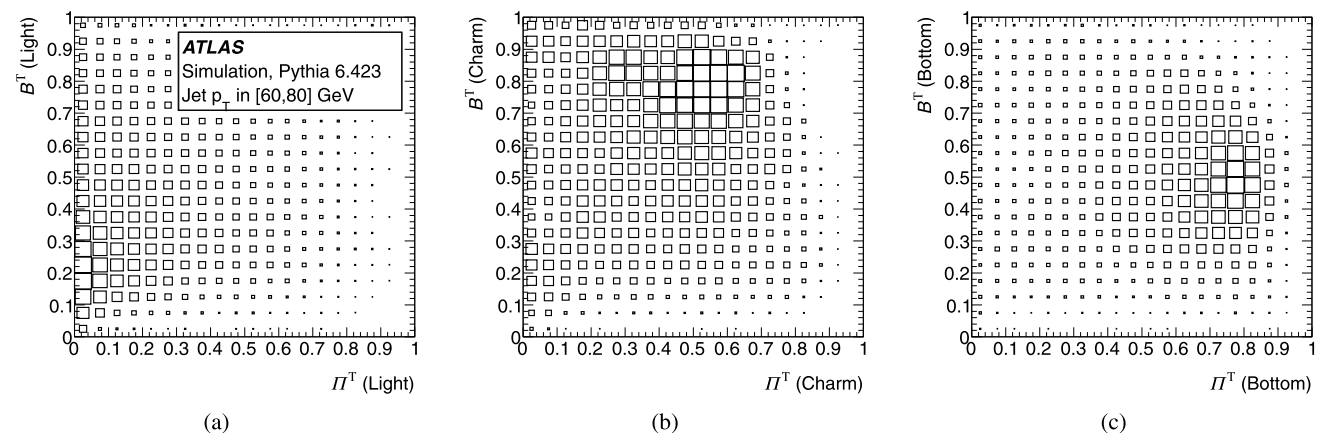 B^T (Light)
1
0.9
0.8
0.7
0.6
0.5
0.4
0.3
0.2
0.1
0
ATLAS
Simulation, Pythia 6.423
Jet p_T in [60,80] GeV
0 0.1 0.2 0.3 0.4 0.5 0.6 0.7 0.8 0.9 1
Π^T (Light)
(a)
B^T (Charm)
1
0.9
0.8
0.7
0.6
0.5
0.4
0.3
0.2
0.1
0
0 0.1 0.2 0.3 0.4 0.5 0.6 0.7 0.8 0.9 1
Π^T (Charm)
(b)
B^T (Bottom)
1
0.9
0.8
0.7
0.6
0.5
0.4
0.3
0.2
0.1
0
0 0.1 0.2 0.3 0.4 0.5 0.6 0.7 0.8 0.9 1
Π^T (Bottom)
(c)